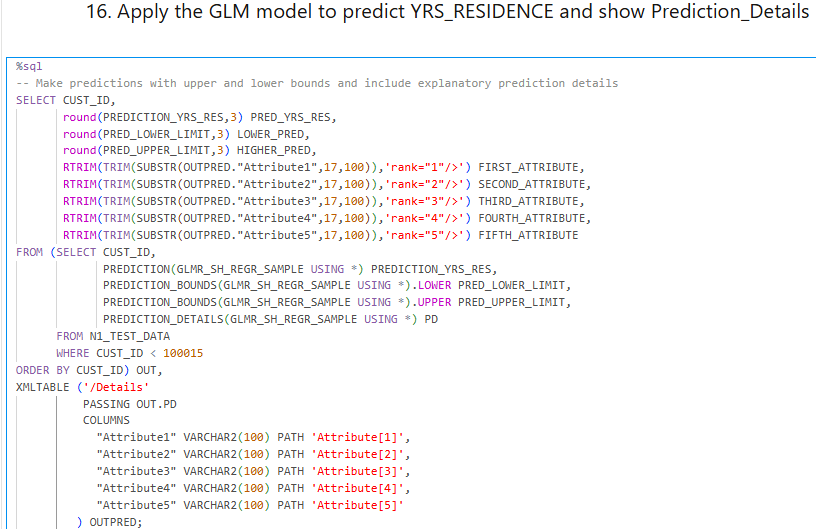 16. Apply the GLM model to predict YRS_RESIDENCE and show Prediction_Details
%sql
-- Make predictions with upper and lower bounds and include explanatory prediction details
SELECT CUST_ID,
round(PREDICTION_YRS_RES,3) PRED_YRS_RES,
round(PRED_LOWER_LIMIT,3) LOWER_PRED,
round(PRED_UPPER_LIMIT,3) HIGHER_PRED,
RTRIM(TRIM(SUBSTR(OUTPRED."Attribute1",17,100)),'rank="1"/>') FIRST_ATTRIBUTE,
RTRIM(TRIM(SUBSTR(OUTPRED."Attribute2",17,100)),'rank="2"/>') SECOND_ATTRIBUTE,
RTRIM(TRIM(SUBSTR(OUTPRED."Attribute3",17,100)),'rank="3"/>') THIRD_ATTRIBUTE,
RTRIM(TRIM(SUBSTR(OUTPRED."Attribute4",17,100)),'rank="4"/>') FOURTH_ATTRIBUTE,
RTRIM(TRIM(SUBSTR(OUTPRED."Attribute5",17,100)),'rank="5"/>') FIFTH_ATTRIBUTE
FROM (SELECT CUST_ID,
PREDICTION(GLMR_SH_REGR_SAMPLE USING *) PREDICTION_YRS_RES,
PREDICTION_BOUNDS(GLMR_SH_REGR_SAMPLE USING *).LOWER PRED_LOWER_LIMIT,
PREDICTION_BOUNDS(GLMR_SH_REGR_SAMPLE USING *).UPPER PRED_UPPER_LIMIT,
PREDICTION_DETAILS(GLMR_SH_REGR_SAMPLE USING *) PD
FROM N1_TEST_DATA
WHERE CUST_ID < 100015
ORDER BY CUST_ID) OUT,
XMLTABLE ('/Details'
PASSING OUT.PD
COLUMNS
"Attribute1" VARCHAR2(100) PATH 'Attribute[1]',
"Attribute2" VARCHAR2(100) PATH 'Attribute[2]',
"Attribute3" VARCHAR2(100) PATH 'Attribute[3]',
"Attribute4" VARCHAR2(100) PATH 'Attribute[4]',
"Attribute5" VARCHAR2(100) PATH 'Attribute[5]'
) OUTPRED;